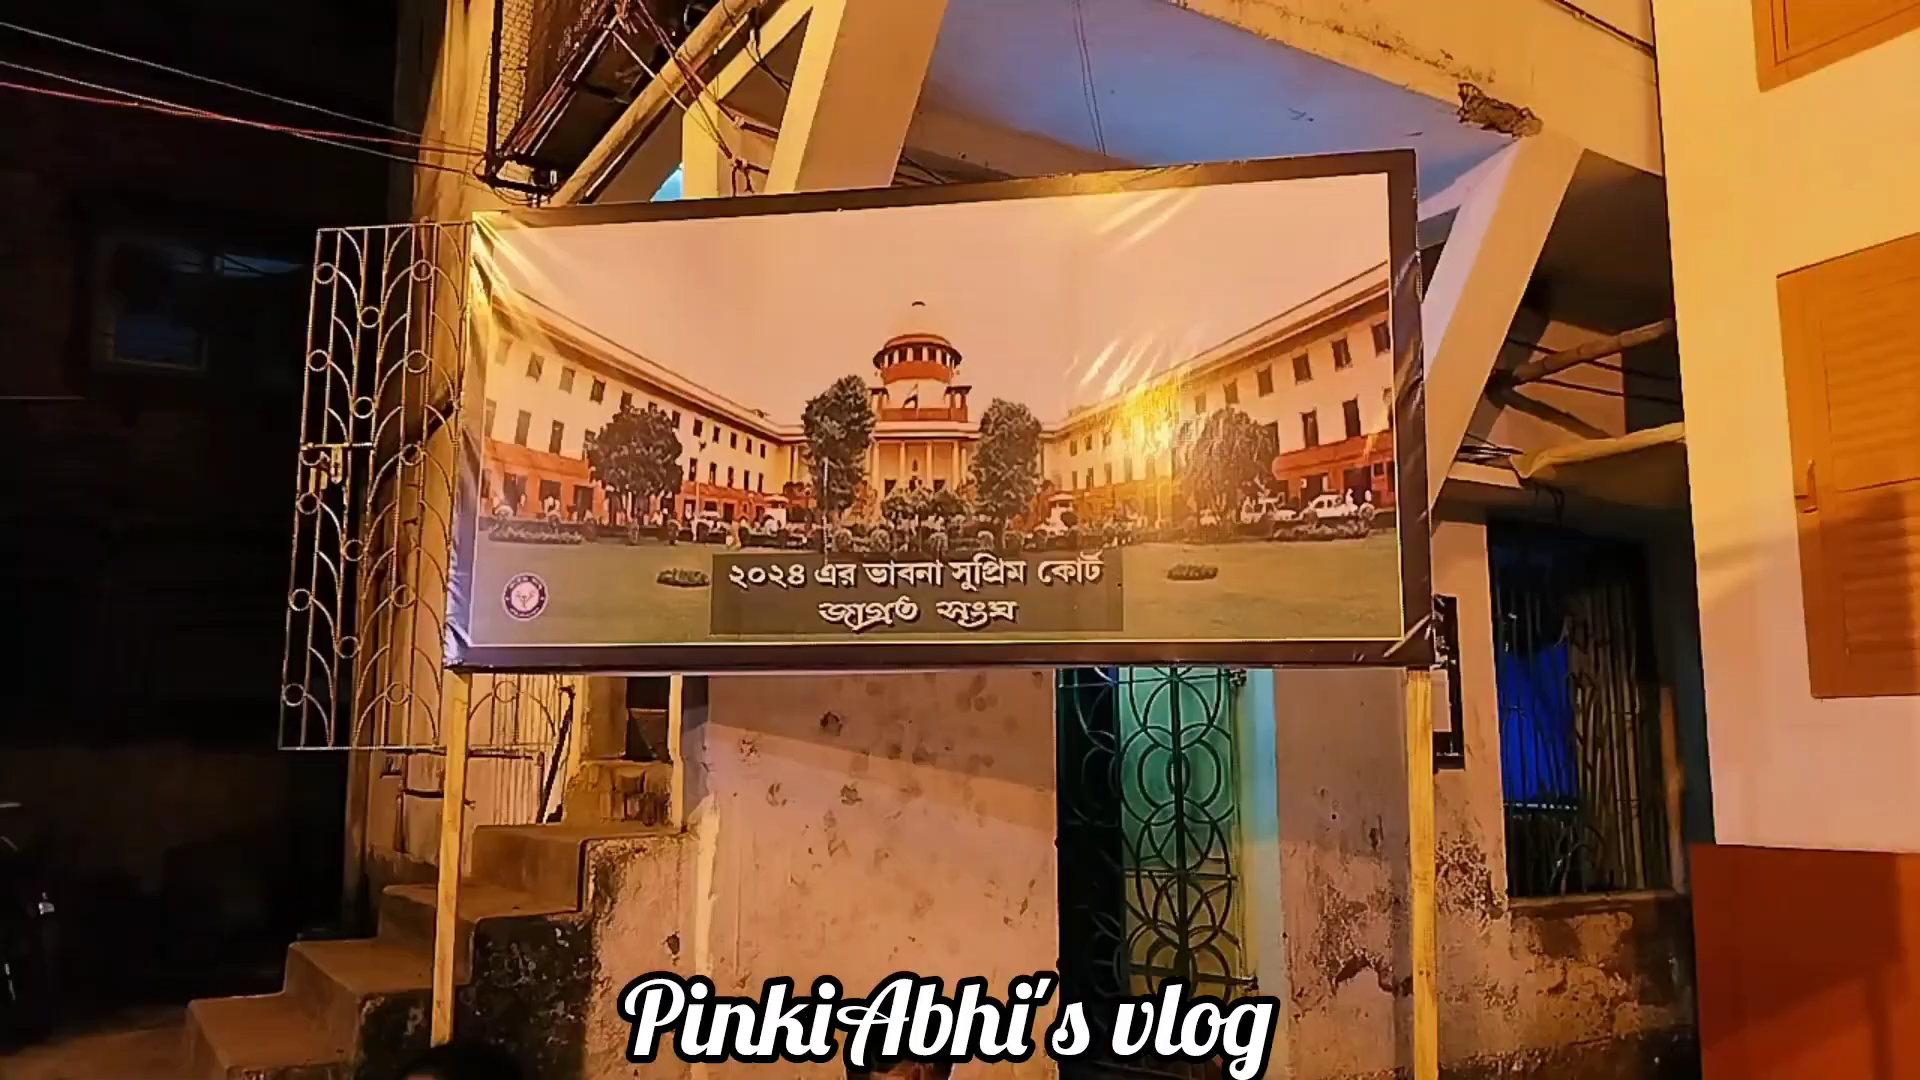 ২০২৪ এর ভাবনা সুপ্রিম কোর্ট
জাগ্রত সংঘ
PinkiAbhi's vlog